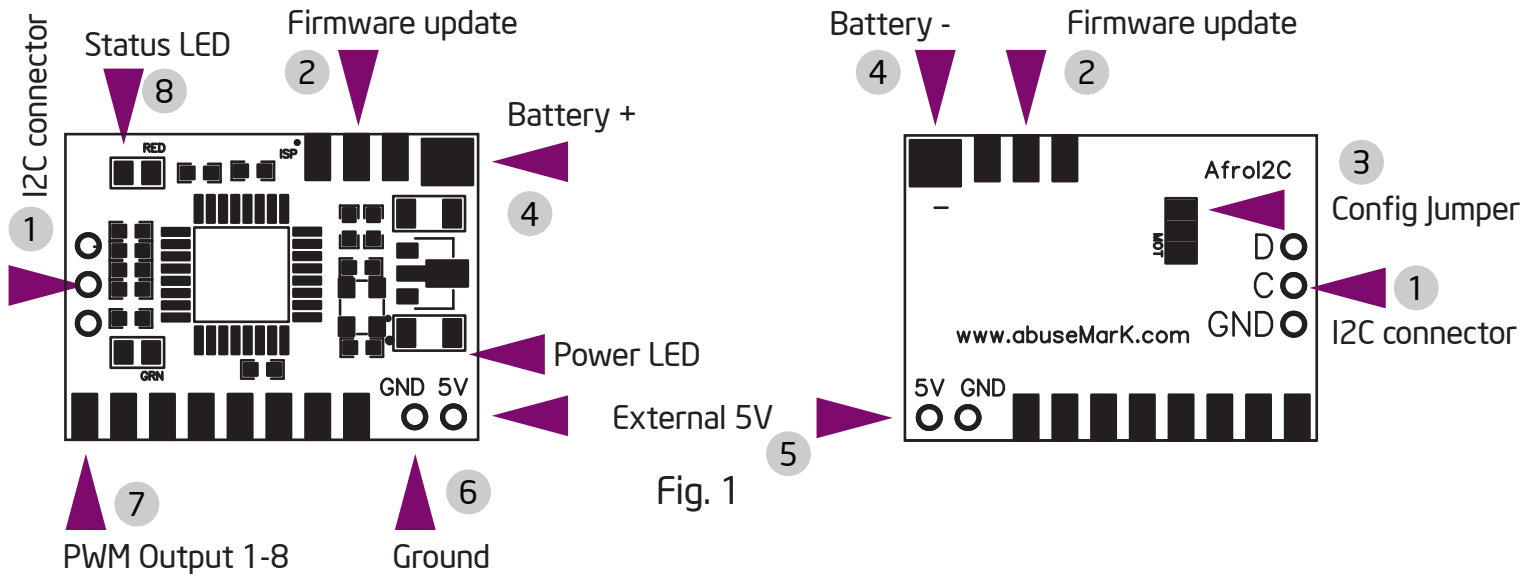 I2C connector
1
Status LED
8
Firmware update
2
Battery +
4
RED
ISP
GRN
GND 5V
Power LED
External 5V
5
6
Ground
7
PWM Output 1-8
Fig. 1
Battery -
4
Firmware update
2
AfroI2C
3
Config Jumper
–
MOT
D
C
GND
1
I2C connector
www.abuseMarK.com
5V GND